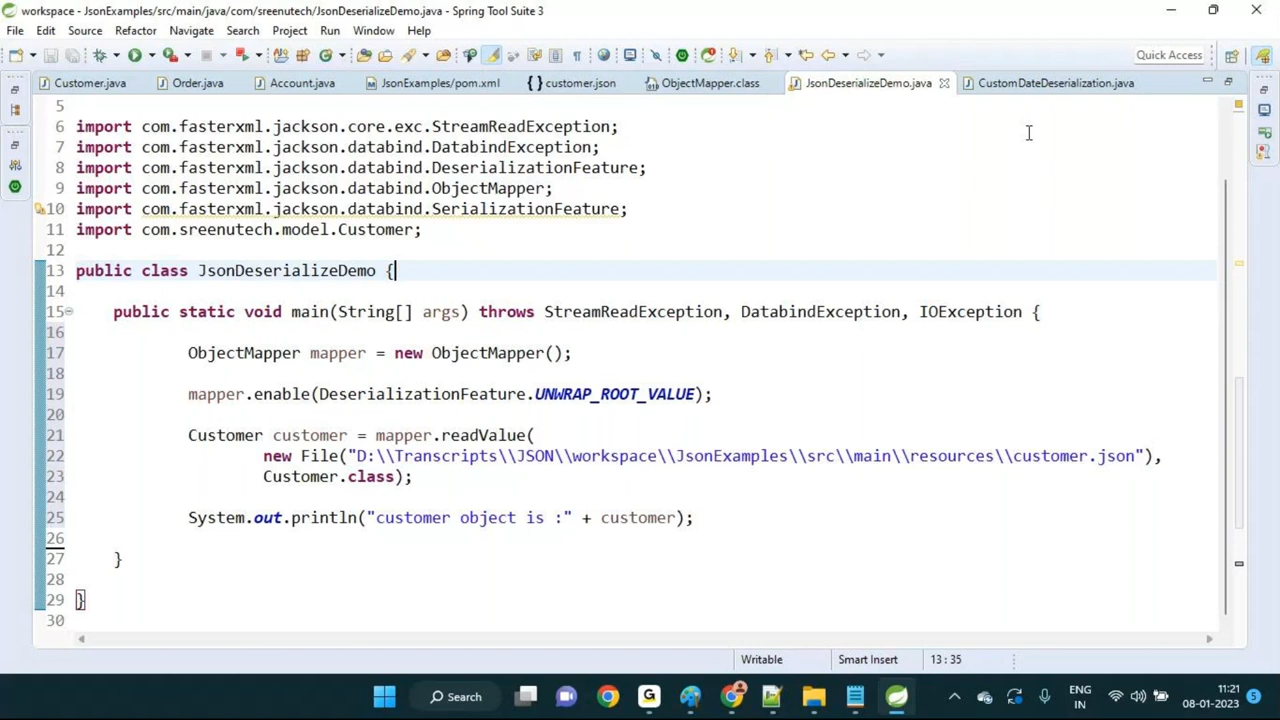 workspace - JsonExamples/src/main/java/com/sreenutech/JsonDeserializeDemo.java - Spring Tool Suite 3
File Edit Source Refactor Navigate Search Project Run Window Help
Quick Access
Customer.java Order.java Account.java JsonExamples/pom.xml customer.json ObjectMapper.class JsonDeserializeDemo.java CustomDateDeserialization.java
5
6 import com.fasterxml.jackson.core.exc.StreamReadException;
7 import com.fasterxml.jackson.databind.DatabindException;
8 import com.fasterxml.jackson.databind.DeserializationFeature;
9 import com.fasterxml.jackson.databind.ObjectMapper;
10 import com.fasterxml.jackson.databind.SerializationFeature;
11 import com.sreenutech.model.Customer;
12
13 public class JsonDeserializeDemo {
14
15 public static void main(String[] args) throws StreamReadException, DatabindException, IOException {
16
17 ObjectMapper mapper = new ObjectMapper();
18
19 mapper.enable(DeserializationFeature.UNWRAP_ROOT_VALUE);
20
21 Customer customer = mapper.readValue(
22 new File("D:\\Transcripts\\JSON\\workspace\\JsonExamples\\src\\main\\resources\\customer.json"),
23 Customer.class);
24
25 System.out.println("customer object is :" + customer);
26
27 }
28
29 }
30
Writable Smart Insert 13 : 35
Search
ENG
IN
11:21
08-01-2023
5